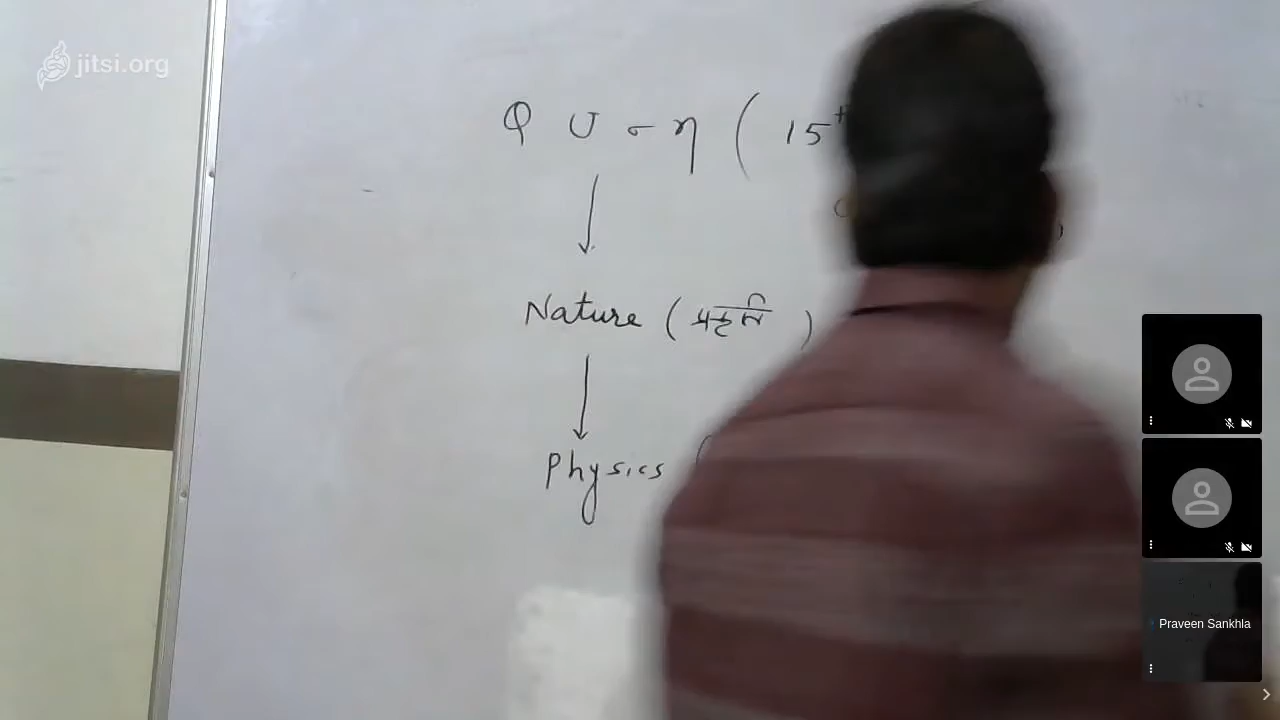 jitsi.org
φ υ σ η ( 15
Nature ( प्रकृति )
Physics (
Praveen Sankhla